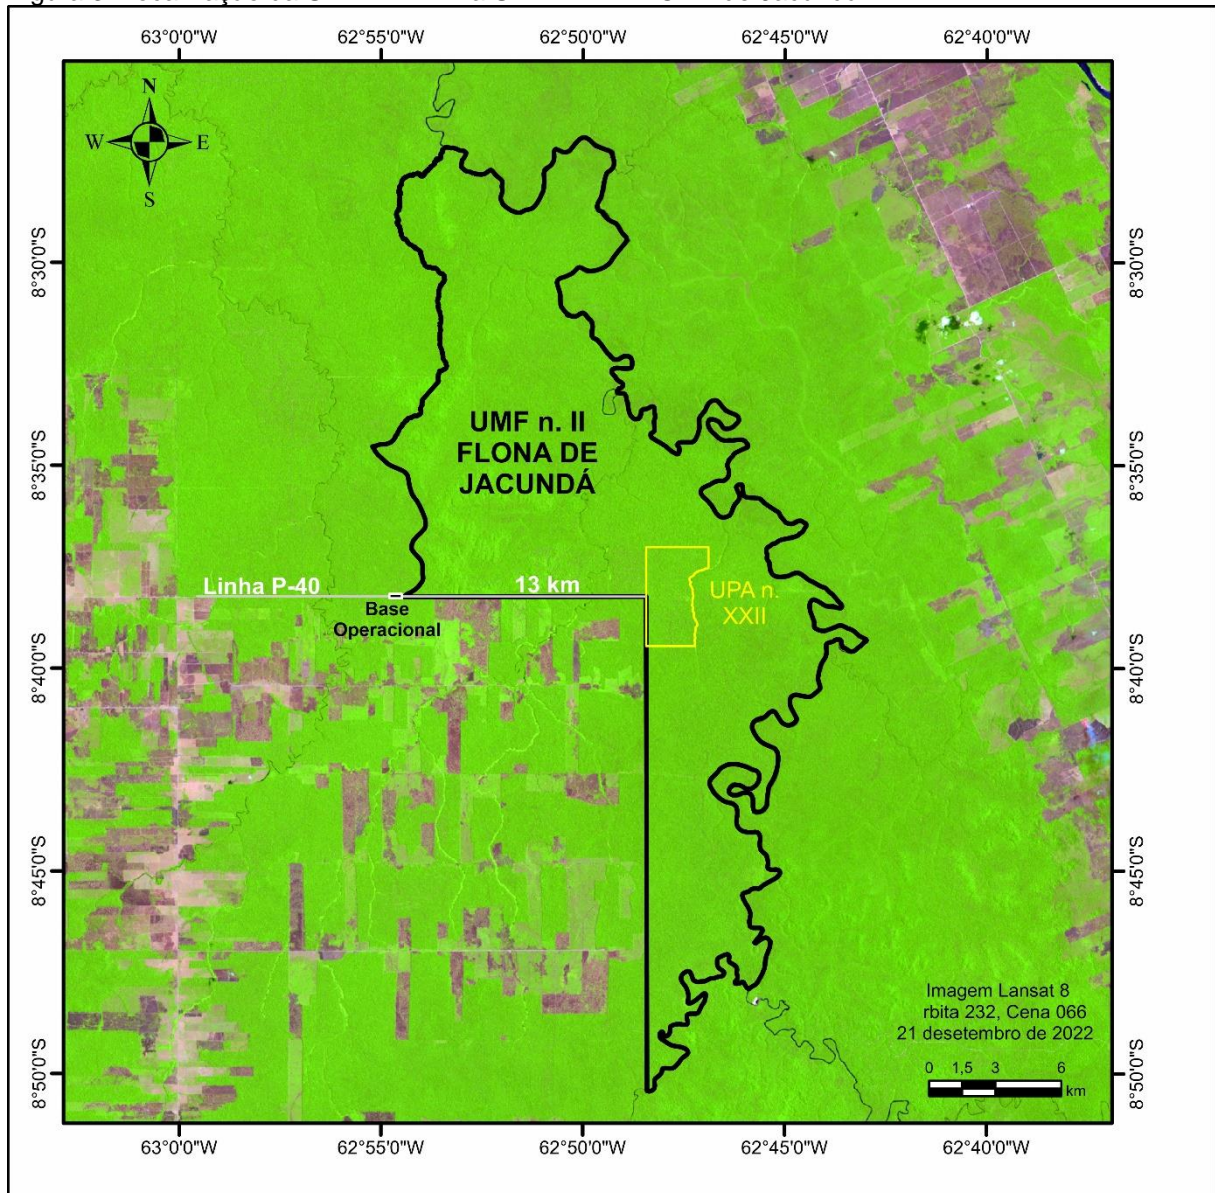 63°0'0"W 62°55'0"W 62°50'0"W 62°45'0"W 62°40'0"W
N
W E
S
8°30'0"S 8°30'0"S
UMF n. II
FLONA DE
JACUNDÁ
8°35'0"S 8°35'0"S
Linha P-40 13 km
UPA n.
XXII
Base
Operacional
8°40'0"S 8°40'0"S
8°45'0"S 8°45'0"S
Imagem Lansat 8
rbita 232, Cena 066
21 desetembro de 2022
8°50'0"S 8°50'0"S
0 1,5 3 6
km
63°0'0"W 62°55'0"W 62°50'0"W 62°45'0"W 62°40'0"W